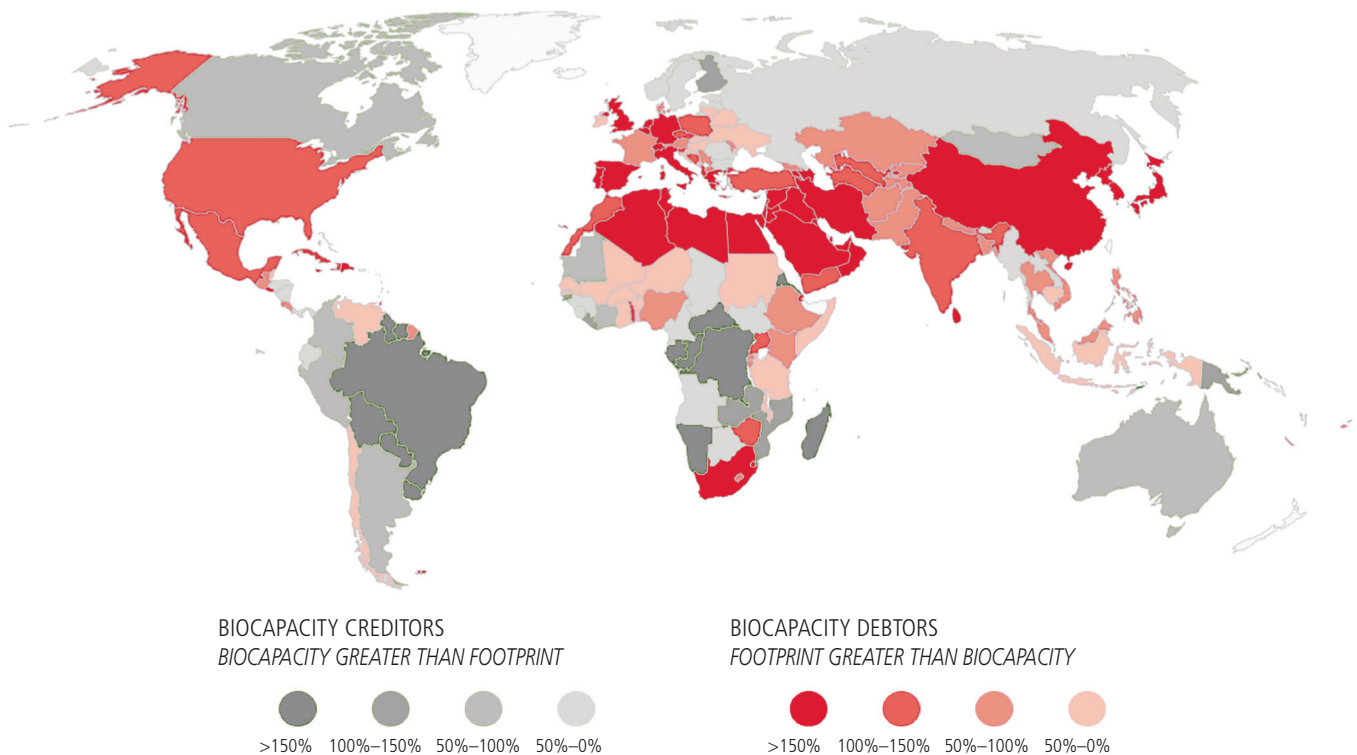 BIOCAPACITY CREDITORS
BIOCAPACITY GREATER THAN FOOTPRINT
>150% 100%–150% 50%–100% 50%–0%
BIOCAPACITY DEBTORS
FOOTPRINT GREATER THAN BIOCAPACITY
>150% 100%–150% 50%–100% 50%–0%